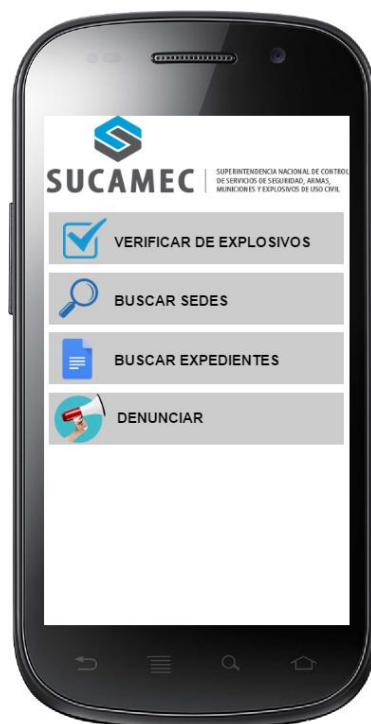 SUCAMEC
SUPERINTENDENCIA NACIONAL DE CONTROL
DE SERVICIOS DE SEGURIDAD, ARMAS,
MUNICIONES Y EXPLOSIVOS DE USO CIVIL
VERIFICAR DE EXPLOSIVOS
BUSCAR SEDES
BUSCAR EXPEDIENTES
DENUNCIAR